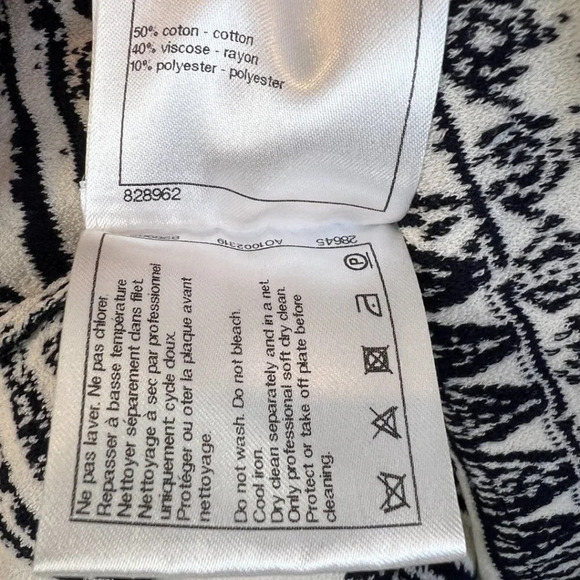 50% coton - cotton
40% viscose - rayon
10% polyester - polyester
828962
28645
AO1002319
Ne pas laver. Ne pas chlorer.
Repasser à basse température
Nettoyer séparement dans filet.
Nettoyage à sec par professionnel
uniquement, cycle doux.
Protéger ou oter la plaque avant
nettoyage.
Do not wash. Do not bleach.
Cool iron.
Dry clean separately and in a net.
Only professional soft dry clean.
Protect or take off plate before
cleaning.
P